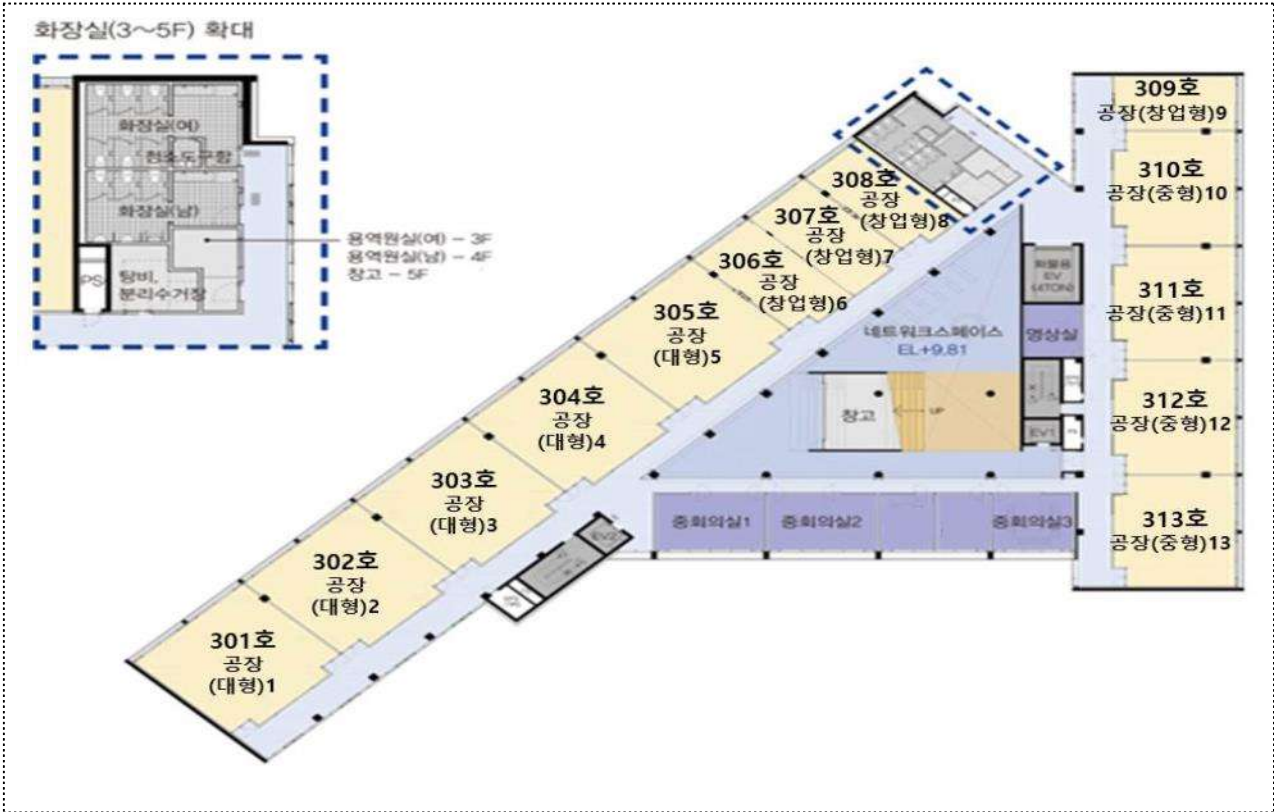 화장실(3~5F) 확대
화장실(여)
청소도구함
화장실(남)
용역원실(여) - 3F
용역원실(남) - 4F
창고 - 5F
PS
탕비,
분리수거장
309호
공장(창업형)9
310호
공장(중형)10
308호
공장
(창업형)8
307호
공장
(창업형)7
306호
공장
(창업형)6
화물용
EV
(4TON)
311호
공장(중형)11
305호
공장
(대형)5
네트워크스페이스
EL+9.81
영상실
304호
공장
(대형)4
창고
UP
EV1
312호
공장(중형)12
303호
공장
(대형)3
중회의실1
중회의실2
중회의실3
313호
공장(중형)13
EV2
302호
공장
(대형)2
301호
공장
(대형)1